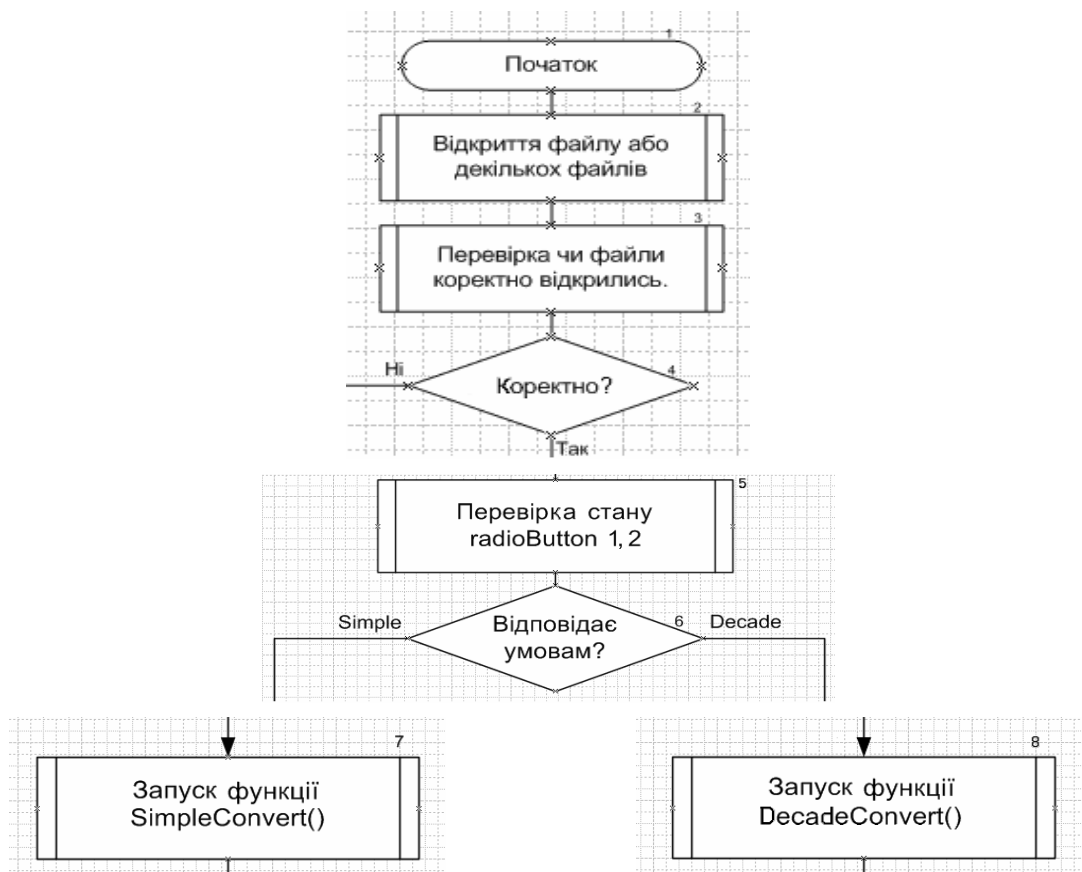 1
Початок
2
Відкриття файлу або
декількох файлів
3
Перевірка чи файли
коректно відкрились.
Ні
4
Коректно?
Так
5
Перевірка стану
radioButton 1, 2
Simple
Відповідає
умовам?
6
Decade
7
Запуск функції
SimpleConvert()
8
Запуск функції
DecadeConvert()